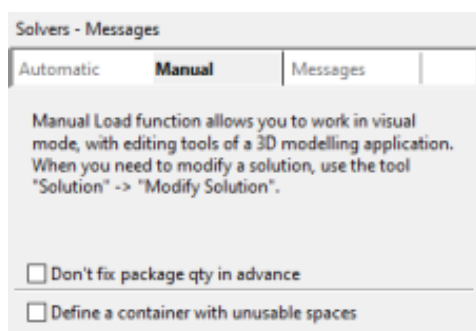 Solvers - Messages
Automatic Manual Messages
Manual Load function allows you to work in visual
mode, with editing tools of a 3D modelling application.
When you need to modify a solution, use the tool
"Solution" -> "Modify Solution".
Don't fix package qty in advance
Define a container with unusable spaces